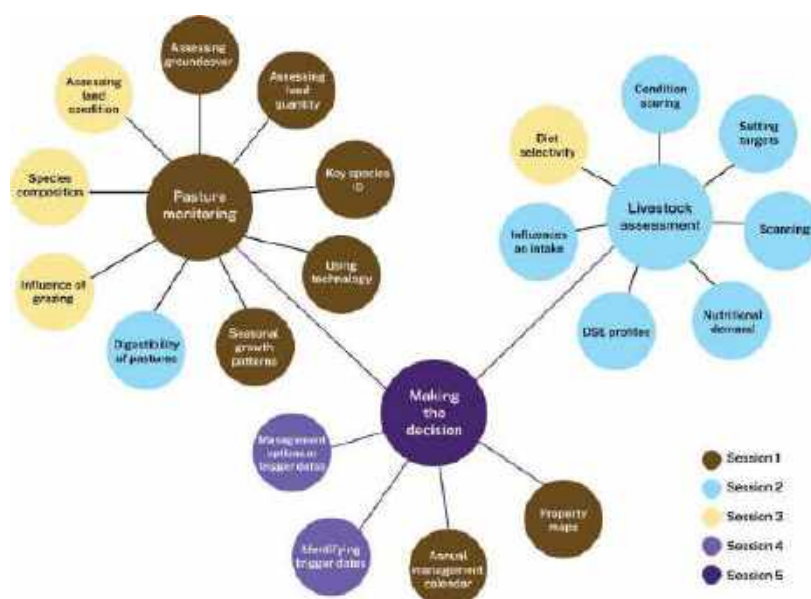 Assessing
groundcover
Assessing
land
condition
Assessing
feed
quantity
Species
composition
Pasture
monitoring
Key species
ID
Influence of
grazing
Using
technology
Digestibility
of pastures
Seasonal
growth
patterns
Condition
scoring
Diet
selectivity
Setting
targets
Livestock
assessment
Influences
on intake
Scanning
DSE profiles
Nutritional
demand
Making
the
decision
Management
options
trigger dates
Identifying
trigger dates
Annual
management
calendar
Property
maps
Session 1
Session 2
Session 3
Session 4
Session 5